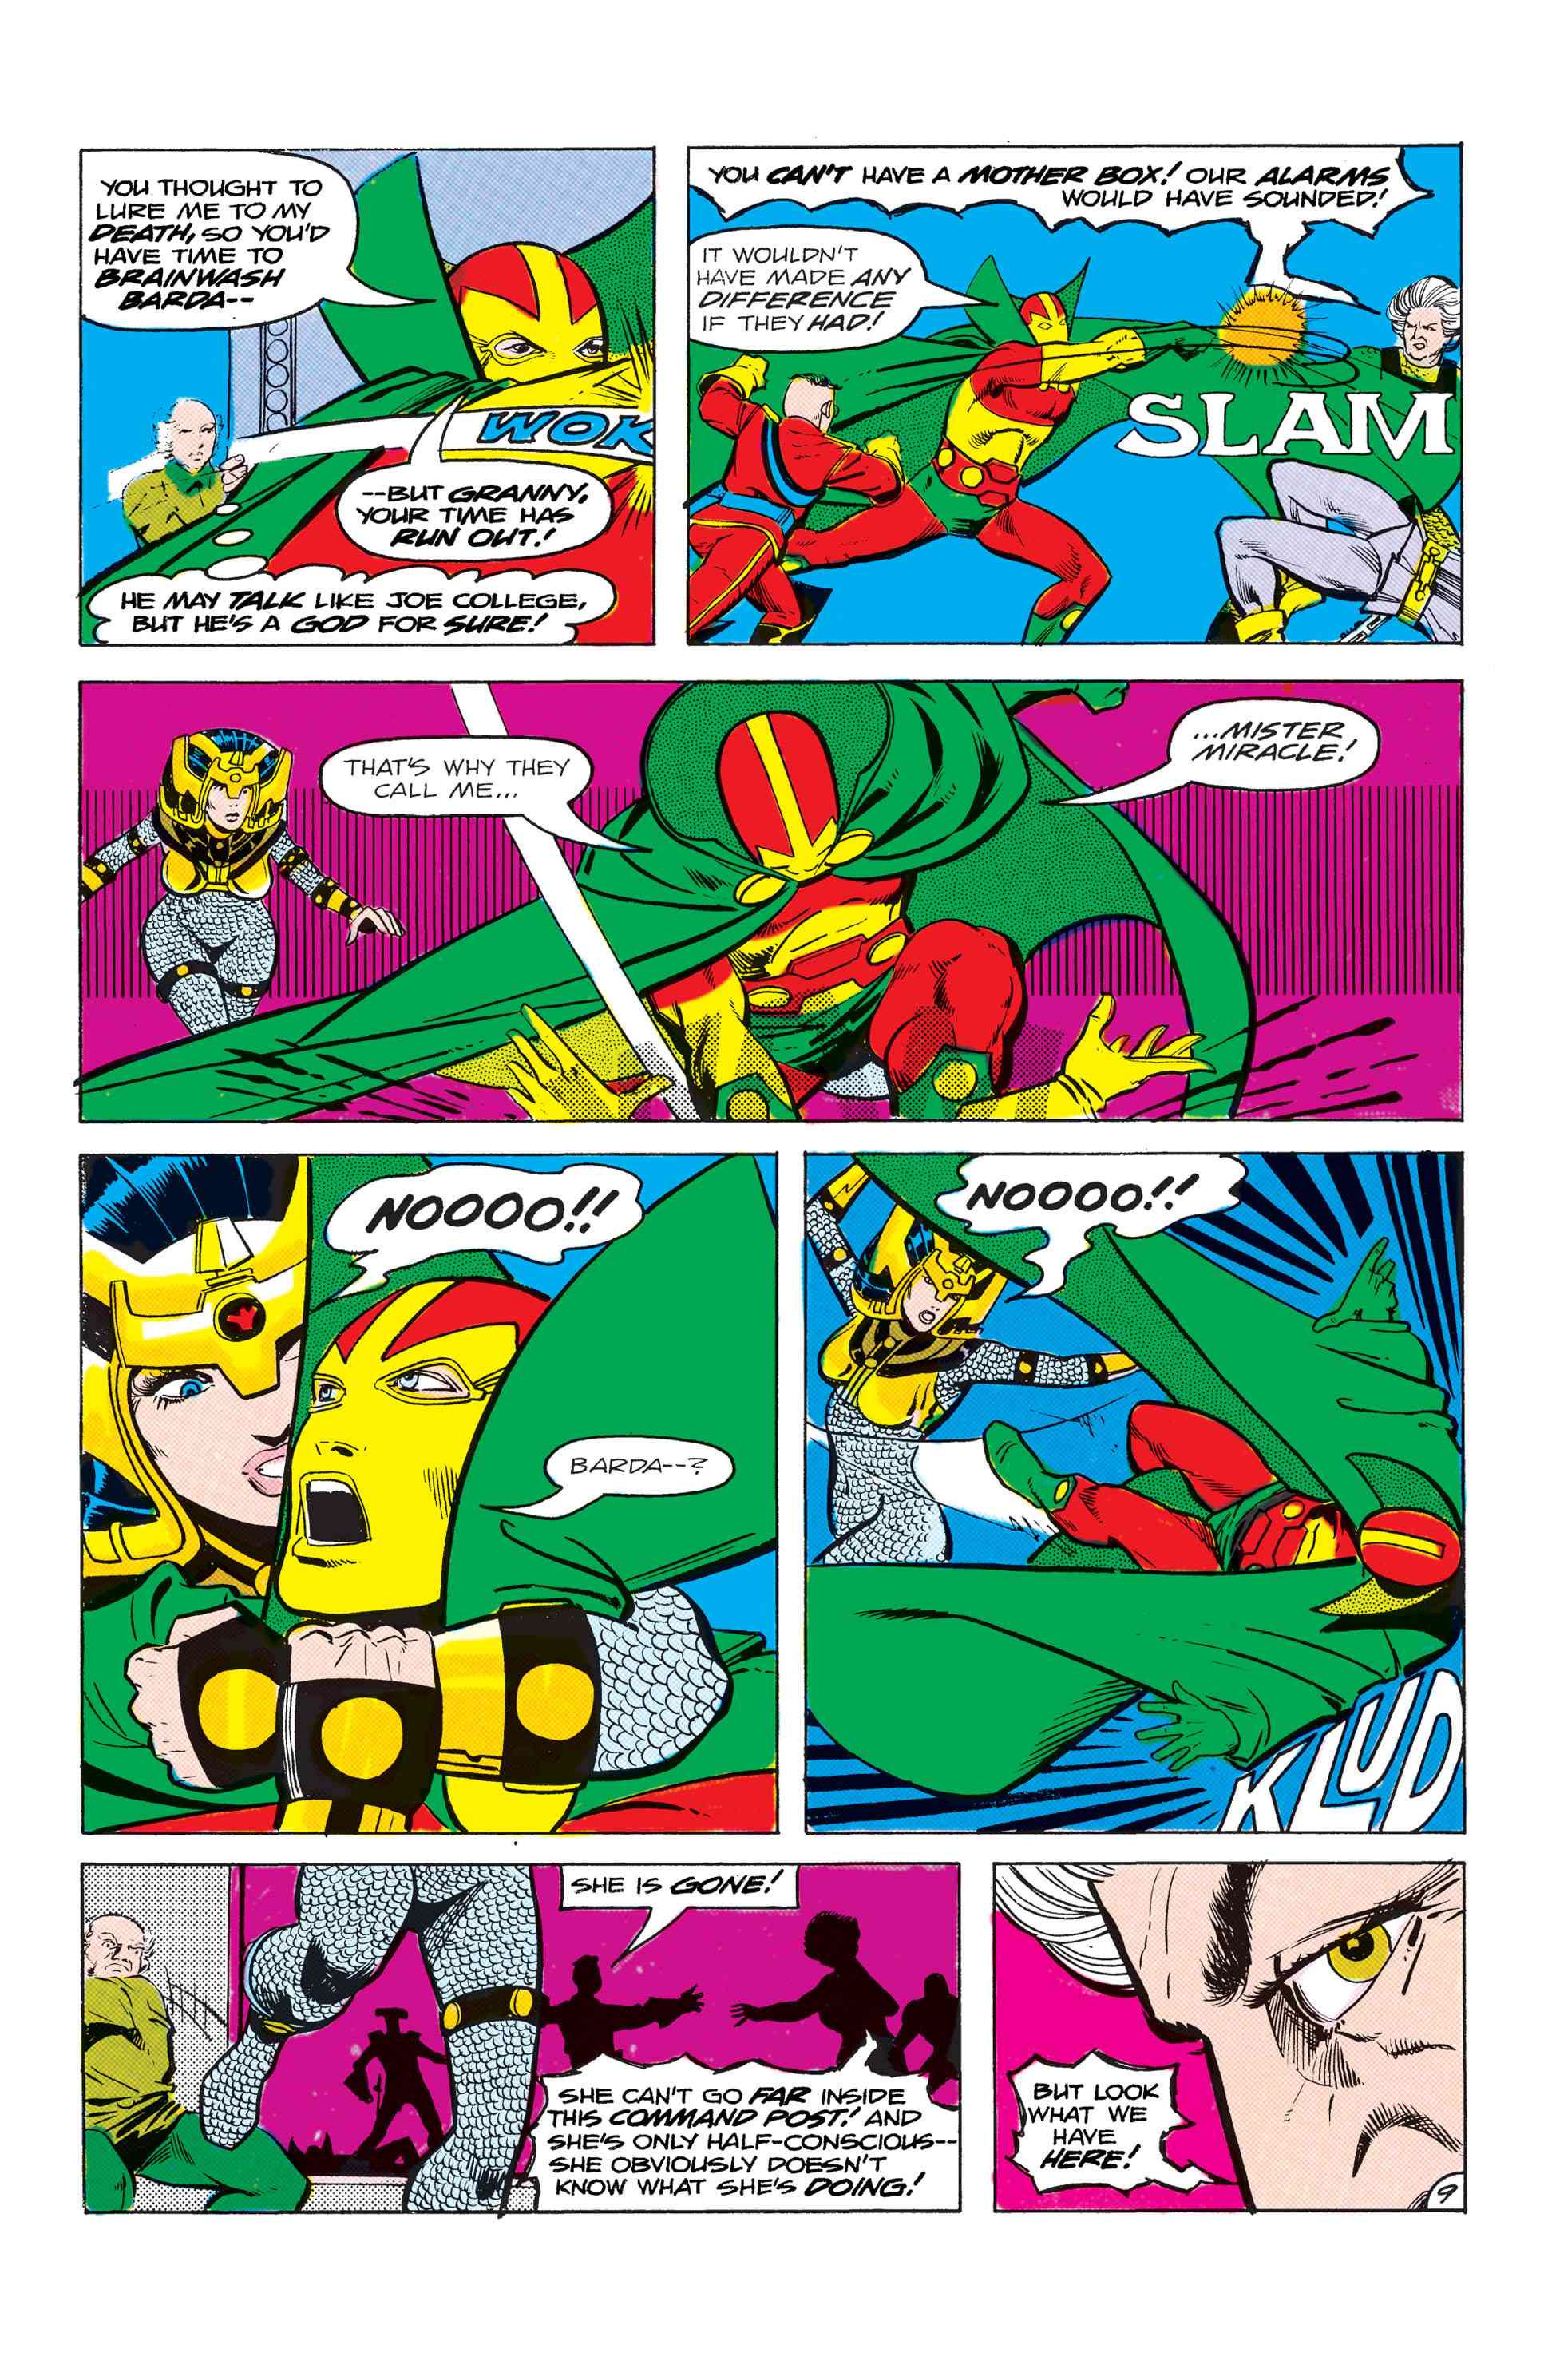 YOU THOUGHT TO
LURE ME TO MY
DEATH, SO YOU'D
HAVE TIME TO
BRAINWASH
BARDA--
WOK
--BUT GRANNY,
YOUR TIME HAS
RUN OUT!
HE MAY TALK LIKE JOE COLLEGE,
BUT HE'S A GOD FOR SURE!
YOU CAN'T HAVE A MOTHER BOX! OUR ALARMS
WOULD HAVE SOUNDED!
IT WOULDN'T
HAVE MADE ANY
DIFFERENCE
IF THEY HAD!
SLAM
THAT'S WHY THEY
CALL ME...
...MISTER
MIRACLE!
NOOOO!!
BARDA--?
NOOOO!!
KLUD
SHE IS GONE!
SHE CAN'T GO FAR INSIDE
THIS COMMAND POST! AND
SHE'S ONLY HALF-CONSCIOUS--
SHE OBVIOUSLY DOESN'T
KNOW WHAT SHE'S DOING!
BUT LOOK
WHAT WE
HAVE
HERE!
9